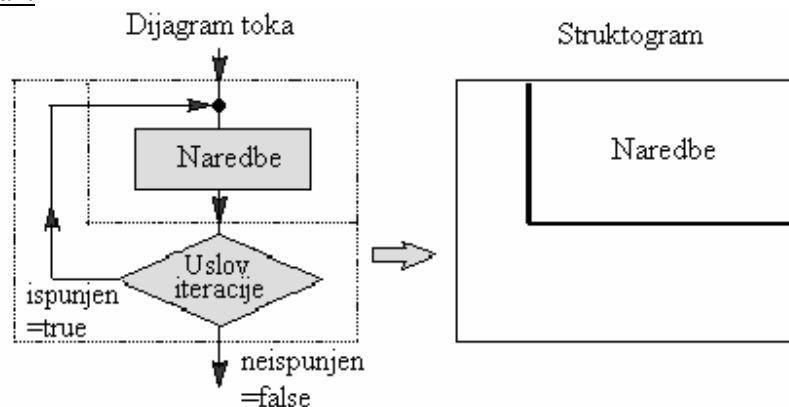 Dijagram toka
Struktogram
Naredbe
Naredbe
Uslov
iteracije
ispunjen
=true
neispunjen
=false